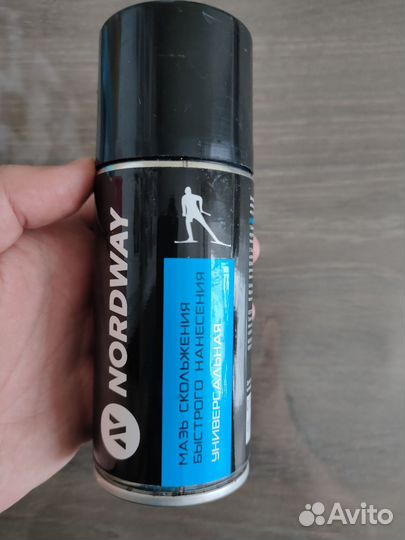 NORDWAY
МАЗЬ СКОЛЬЖЕНИЯ
БЫСТРОГО НАНЕСЕНИЯ
УНИВЕРСАЛЬНАЯ
Avito